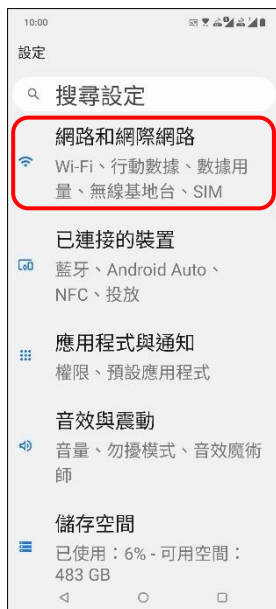 10:00
設定
搜尋設定
網路和網際網路
Wi-Fi、行動數據、數據用
量、無線基地台、SIM
已連接的裝置
藍牙、Android Auto、
NFC、投放
應用程式與通知
權限、預設應用程式
音效與震動
音量、勿擾模式、音效魔術
師
儲存空間
已使用：6% - 可用空間：
483 GB